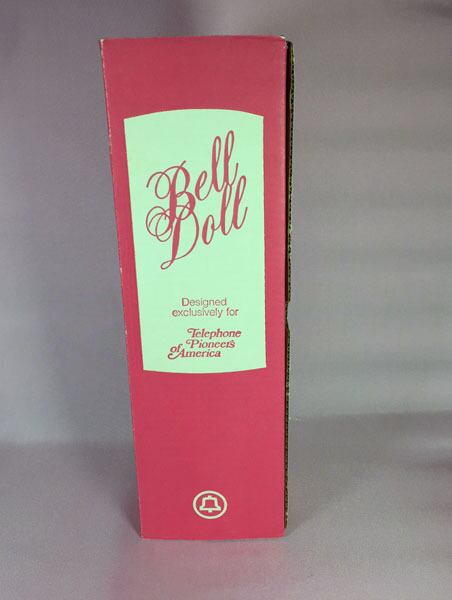 Bell
Doll
Designed
exclusively for
Telephone
Pioneers
of America